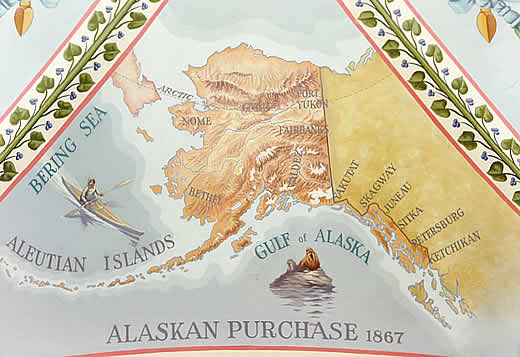 ARCTIC
CIRCLE
FORT
YUKON
NOME
FAIRBANKS
BERING SEA
BETHEL
YAKUTAT
SKAGWAY
JUNEAU
SITKA
PETERSBURG
KETCHIKAN
ALEUTIAN ISLANDS
GULF of ALASKA
ALASKAN PURCHASE 1867